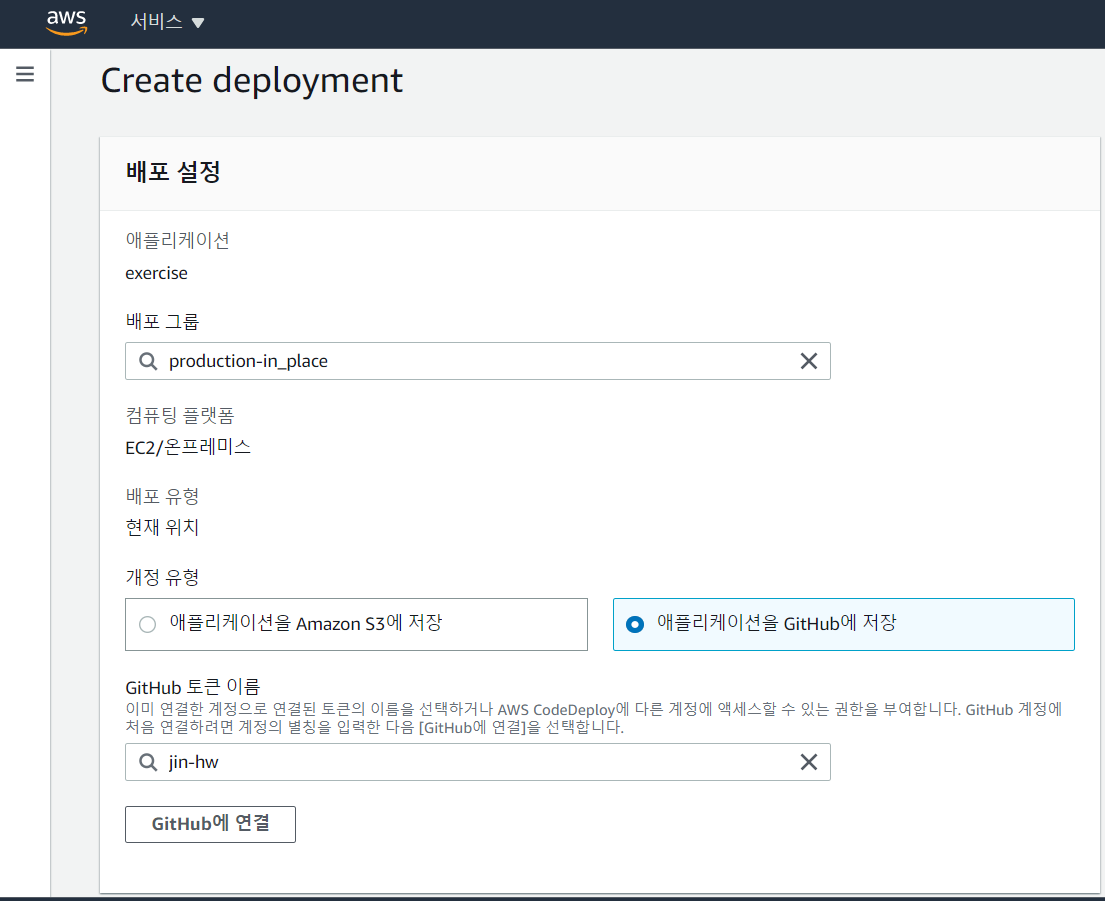 aws 서비스
Create deployment
배포 설정
애플리케이션
exercise
배포 그룹
production-in_place
컴퓨팅 플랫폼
EC2/온프레미스
배포 유형
현재 위치
개정 유형
애플리케이션을 Amazon S3에 저장 애플리케이션을 GitHub에 저장
GitHub 토큰 이름
이미 연결한 계정으로 연결된 토큰의 이름을 선택하거나 AWS CodeDeploy에 다른 계정에 액세스할 수 있는 권한을 부여합니다. GitHub 계정에
처음 연결하려면 계정의 별칭을 입력한 다음 [GitHub에 연결]을 선택합니다.
jin-hw
GitHub에 연결